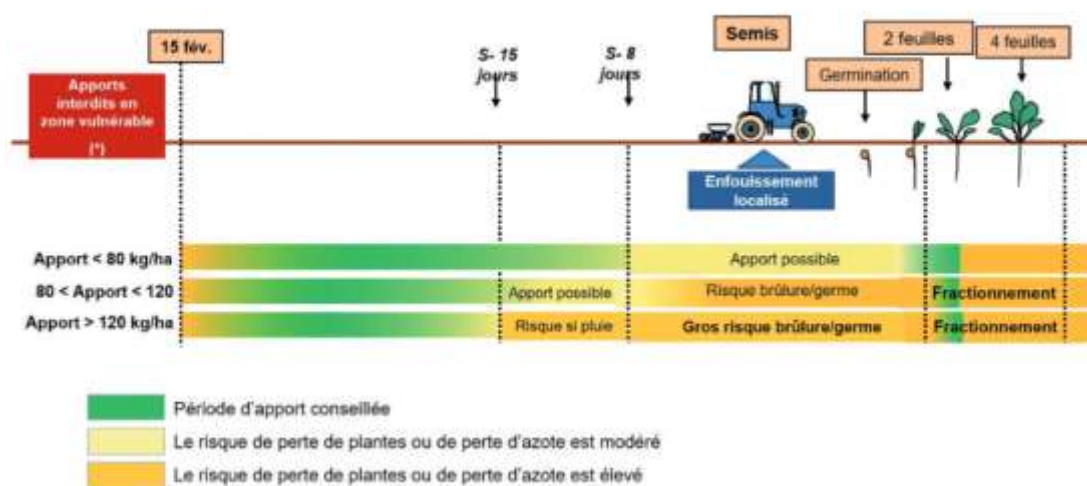 15 fév.
Apports
interdits en
zone vulnérable
(*)
S- 15
jours
S- 8
jours
Semis
Germination
2 feuilles
4 feuilles
Enfouissement
localisé
Apport < 80 kg/ha
Apport possible
80 < Apport < 120
Apport possible
Risque brûlure/germe
Fractionnement
Apport > 120 kg/ha
Risque si pluie
Gros risque brûlure/germe
Fractionnement
Période d'apport conseillée
Le risque de perte de plantes ou de perte d'azote est modéré
Le risque de perte de plantes ou de perte d'azote est élevé